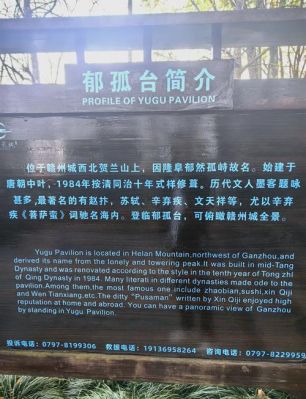 郁孤台简介
PROFILE OF YUGU PAVILION
位于赣州城西北贺兰山上，因隆阜郁然孤峙故名。始建于
唐朝中叶，1984年按清同治十年式样修葺。历代文人墨客题咏
甚多，最著名的有赵抃，苏轼、辛弃疾、文天祥等，尤以辛弃
疾《菩萨蛮》词驰名海内。登临郁孤台，可俯瞰赣州城全景。
Yugu Pavilion is located in Helan Mountain,northwest of Ganzhou,and
derived its name from the lonely and towering peak.It was built in mid-Tang
Dynasty and was renovated according to the style in the tenth year of Tong zhi
of Qing Dynasty in 1984. Many literati in different dynasties made ode to the
pavilion.Among them,the most famous one include zhaobian,sushi,xin Qiji
and Wen Tianxiang,etc.The ditty "Pusaman" written by Xin Qiji enjoyed high
reputation at home and abroad. You can have a panoramic view of Ganzhou
by standing in Yugu Pavilion.
投诉电话：0797-8199306 救援电话：19136958264 咨询电话：0797-8229959